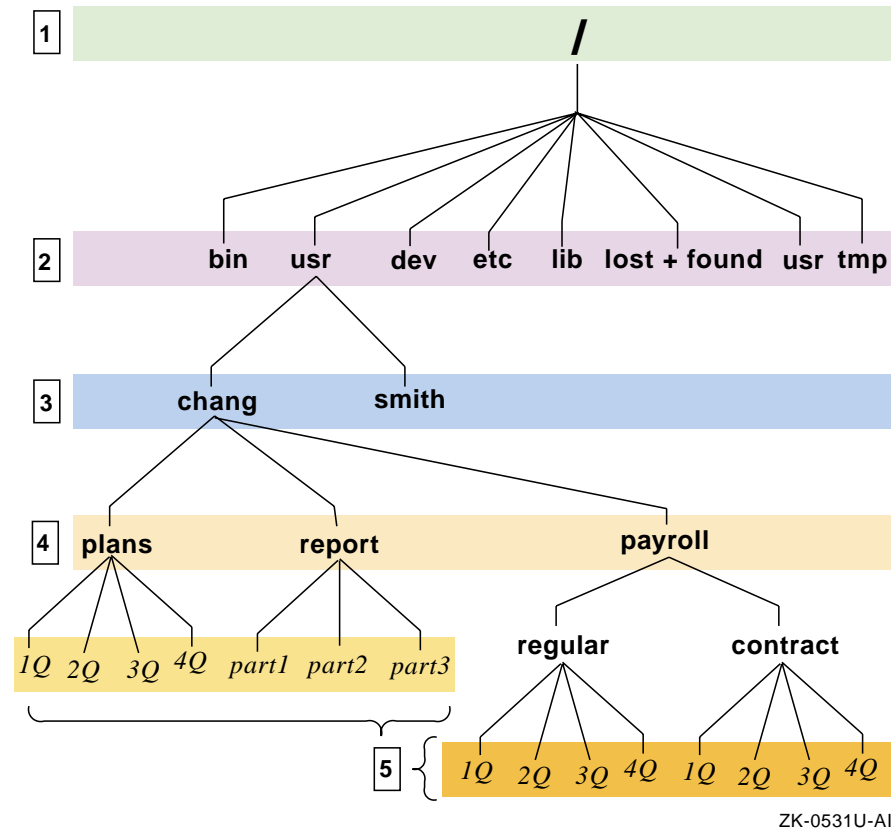 1 /
2 bin usr dev etc lib lost + found usr tmp
3 chang smith
4 plans report payroll
regular contract
1Q 2Q 3Q 4Q part1 part2 part3
5 1Q 2Q 3Q 4Q 1Q 2Q 3Q 4Q
ZK-0531U-AI